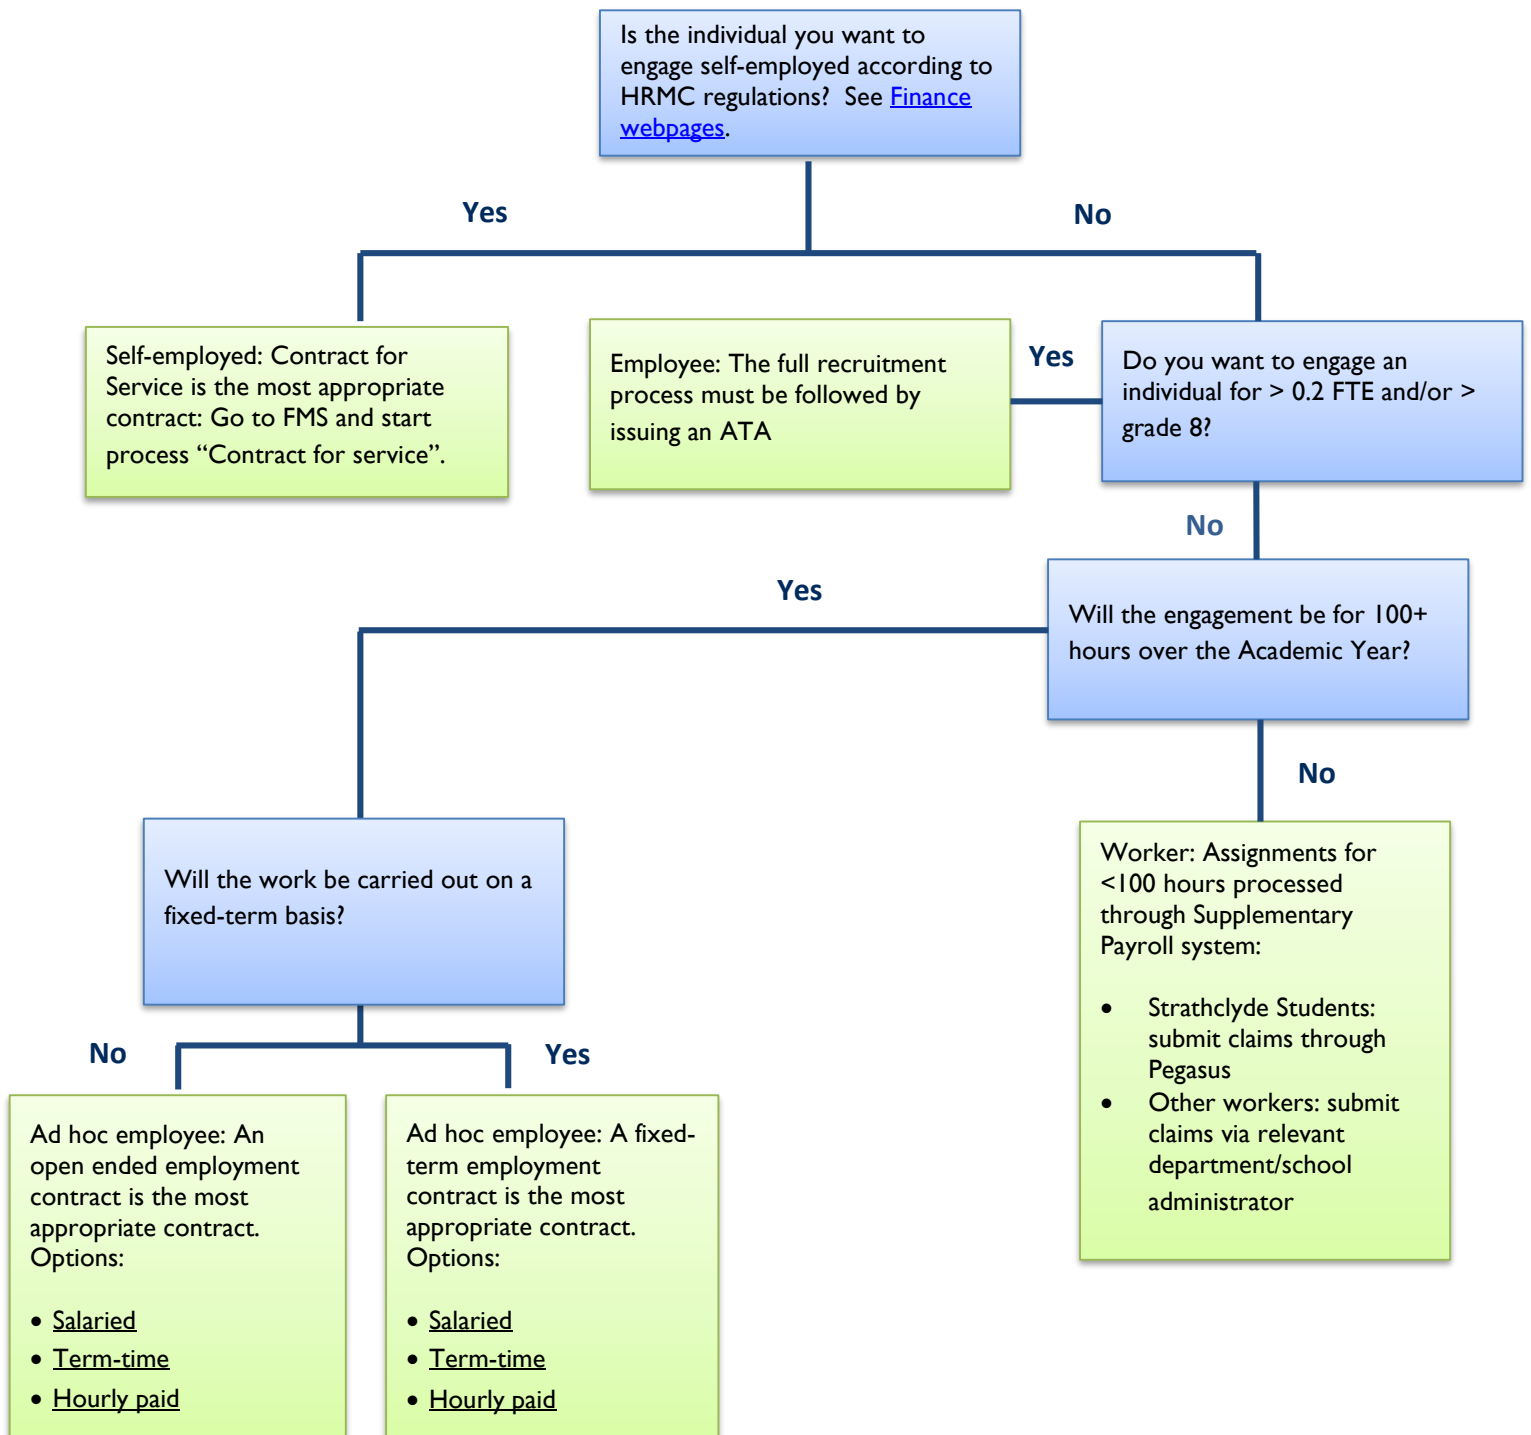 Is the individual you want to
engage self-employed according to
HRMC regulations?  See Finance
webpages.
Yes
No
Self-employed: Contract for
Service is the most appropriate
contract: Go to FMS and start
process “Contract for service”.
Employee: The full recruitment
process must be followed by
issuing an ATA
Yes
Do you want to engage an
individual for > 0.2 FTE and/or >
grade 8?
No
Yes
Will the engagement be for 100+
hours over the Academic Year?
No
Will the work be carried out on a
fixed-term basis?
Worker: Assignments for
<100 hours processed
through Supplementary
Payroll system:
• Strathclyde Students:
submit claims through
Pegasus
• Other workers: submit
claims via relevant
department/school
administrator
No
Yes
Ad hoc employee: An
open ended employment
contract is the most
appropriate contract.
Options:
• Salaried
• Term-time
• Hourly paid
Ad hoc employee: A fixed-
term employment
contract is the most
appropriate contract.
Options:
• Salaried
• Term-time
• Hourly paid